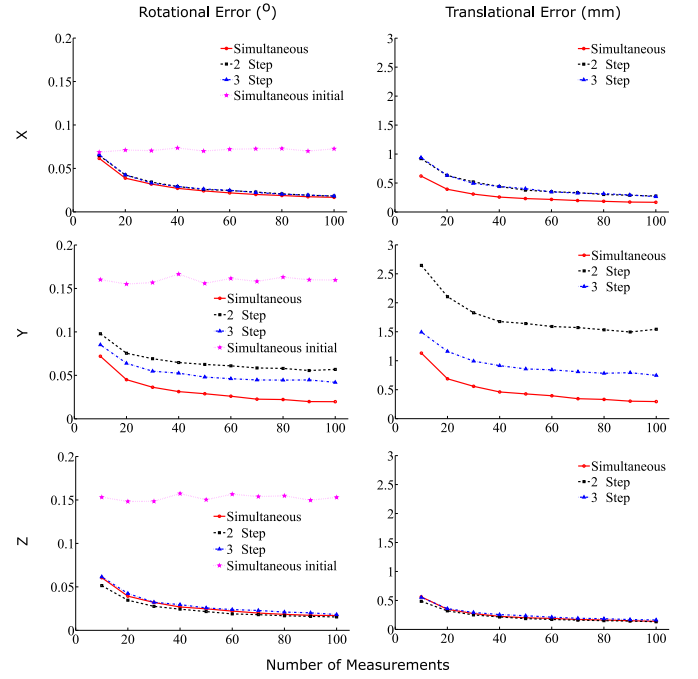 Rotational Error (O)
Translational Error (mm)
X
0.2
0.15
0.1
0.05
0
0 20 40 60 80 100
Simultaneous
2 Step
3 Step
Simultaneous initial
3
2.5
2
1.5
1
0.5
0
0 20 40 60 80 100
Simultaneous
2 Step
3 Step
Y
0.2
0.15
0.1
0.05
0
0 20 40 60 80 100
Simultaneous
2 Step
3 Step
Simultaneous initial
3
2.5
2
1.5
1
0.5
0
0 20 40 60 80 100
Simultaneous
2 Step
3 Step
Z
0.2
0.15
0.1
0.05
0
0 20 40 60 80 100
Simultaneous
2 Step
3 Step
Simultaneous initial
3
2.5
2
1.5
1
0.5
0
0 20 40 60 80 100
Simultaneous
2 Step
3 Step
Number of Measurements